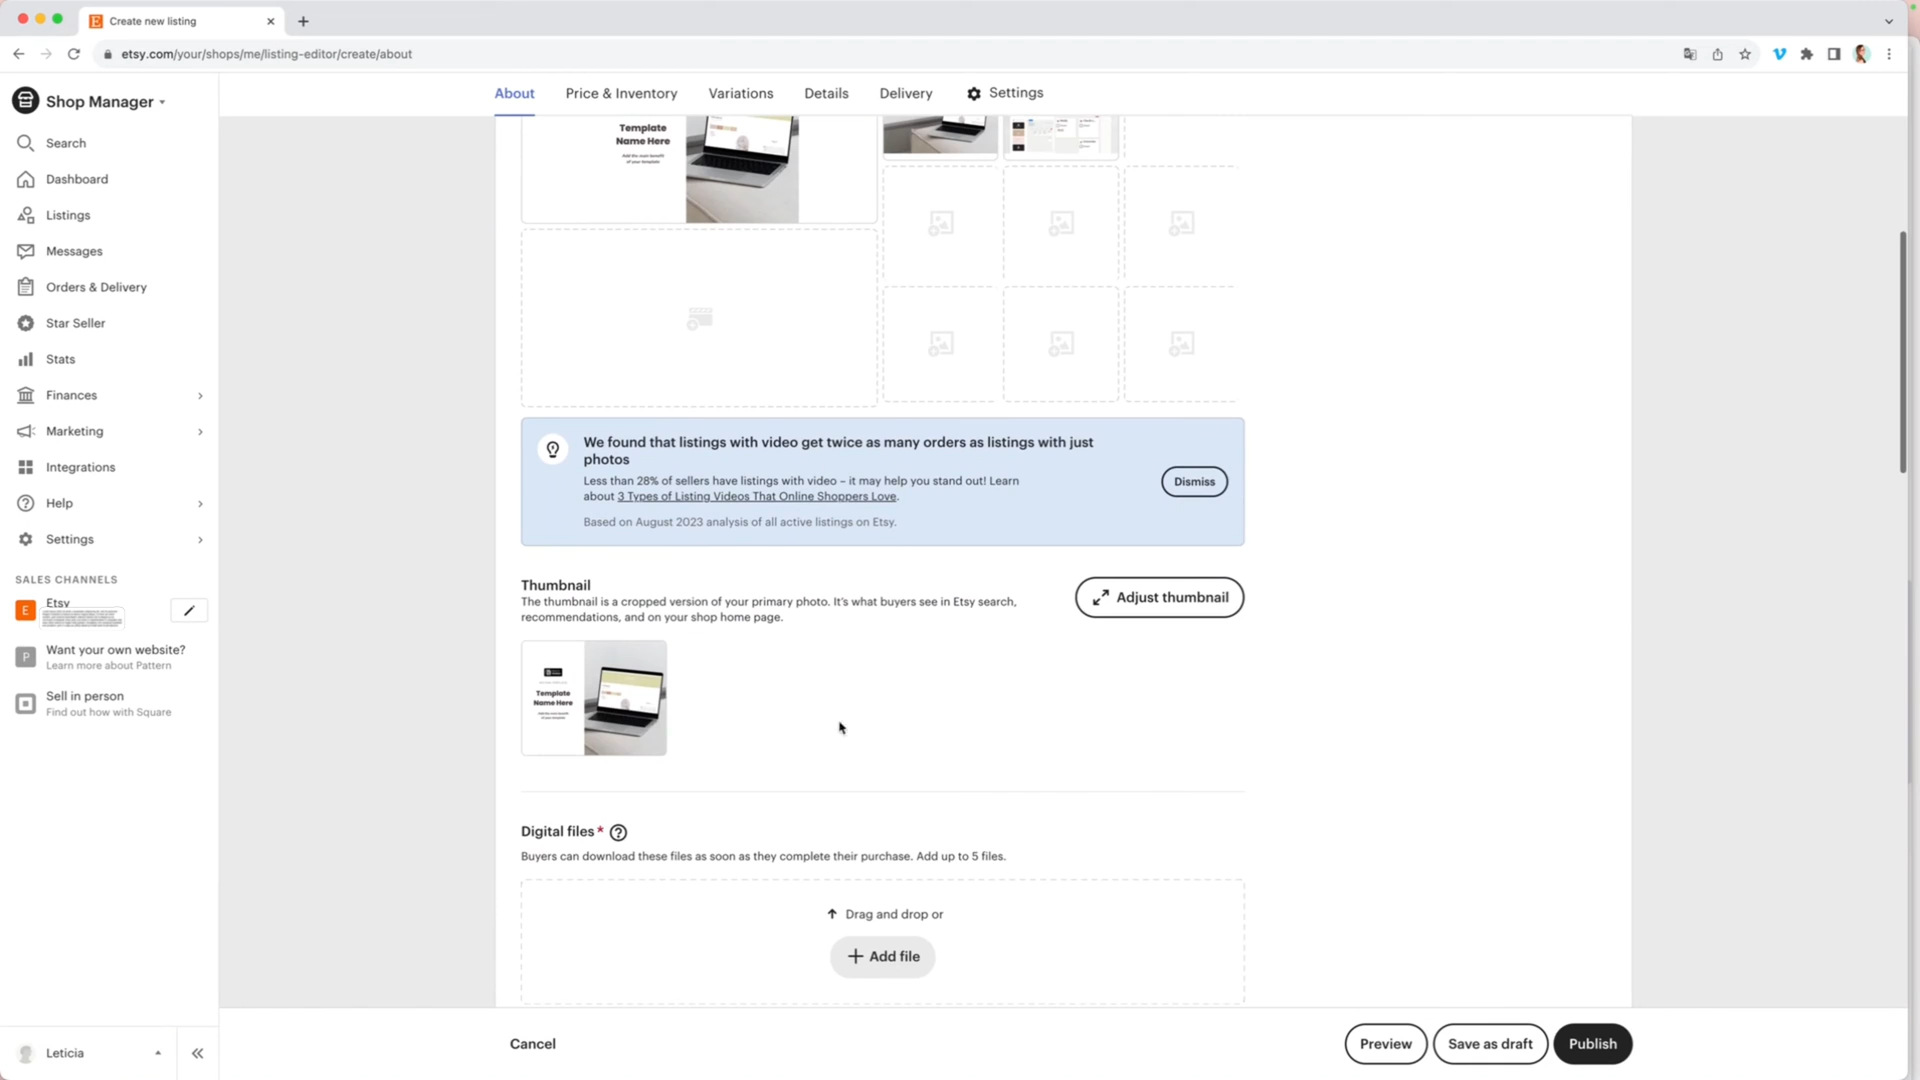 Create new listing
etsy.com/your/shops/me/listing-editor/create/about
Shop Manager
Search
Dashboard
Listings
Messages
Orders & Delivery
Star Seller
Stats
Finances
Marketing
Integrations
Help
Settings
SALES CHANNELS
E
Etsy
P
Want your own website?
Learn more about Pattern
Sell in person
Find out how with Square
Leticia
About
Price & Inventory
Variations
Details
Delivery
Settings
Template
Name Here
Add the main benefit
of your template
We found that listings with video get twice as many orders as listings with just
photos
Less than 28% of sellers have listings with video – it may help you stand out! Learn
about 3 Types of Listing Videos That Online Shoppers Love.
Based on August 2023 analysis of all active listings on Etsy.
Dismiss
Thumbnail
The thumbnail is a cropped version of your primary photo. It’s what buyers see in Etsy search,
recommendations, and on your shop home page.
Adjust thumbnail
Template
Name Here
Digital files*
Buyers can download these files as soon as they complete their purchase. Add up to 5 files.
Drag and drop or
Add file
Cancel
Preview
Save as draft
Publish